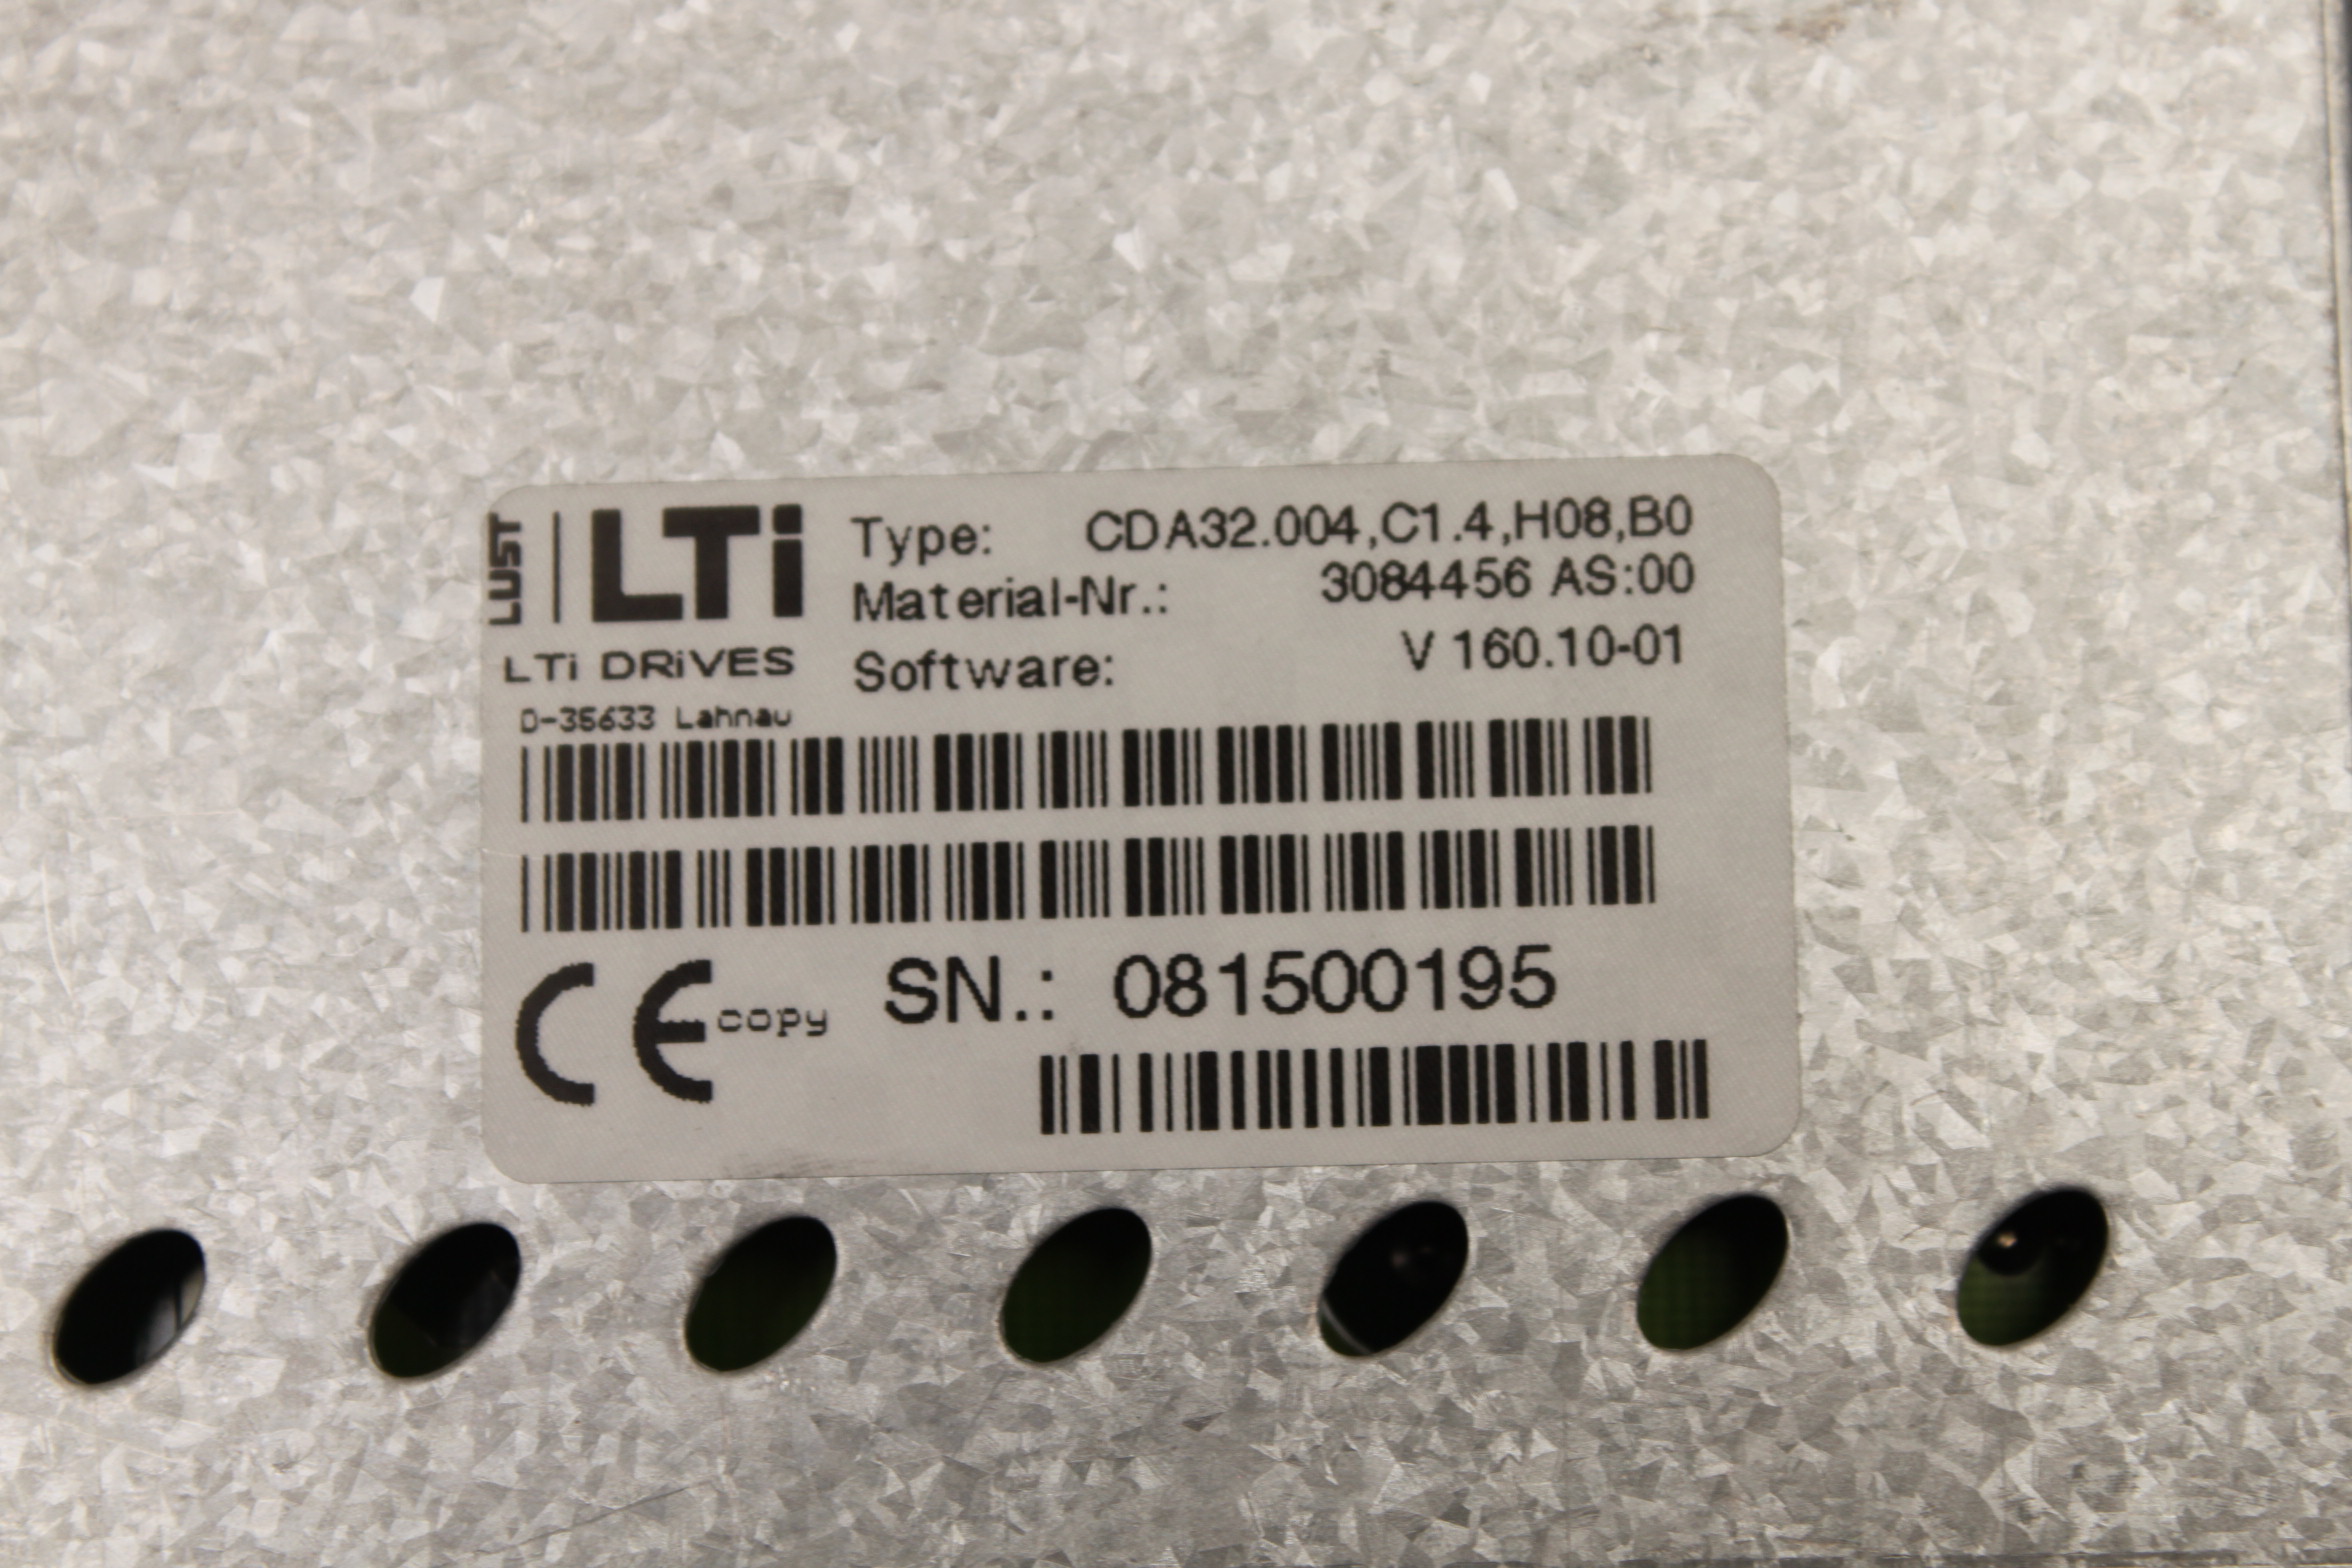 LUST | LTi
LTi DRiVES
D-35633 Lahnau
Type: CDA32.004,C1.4,H08,B0
Material-Nr.: 3084456 AS:00
Software: V 160.10-01
CE copy
SN.: 081500195